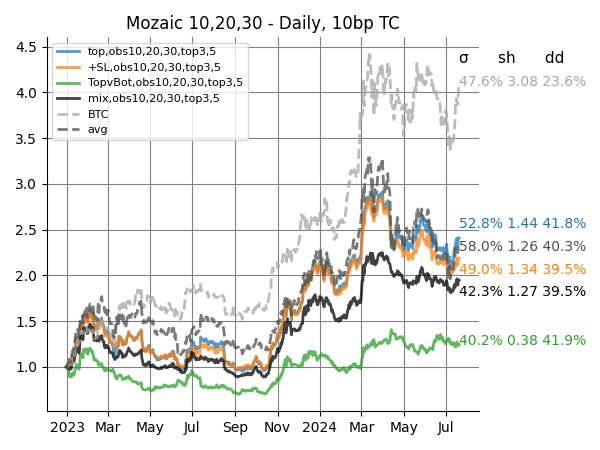 Mozaic 10,20,30 - Daily, 10bp TC
top,obs10,20,30,top3,5
+SL,obs10,20,30,top3,5
TopvBot,obs10,20,30,top3,5
mix,obs10,20,30,top3,5
BTC
avg
σ sh dd
47.6% 3.08 23.6%
52.8% 1.44 41.8%
58.0% 1.26 40.3%
49.0% 1.34 39.5%
42.3% 1.27 39.5%
40.2% 0.38 41.9%
4.5
4.0
3.5
3.0
2.5
2.0
1.5
1.0
2023 Mar May Jul Sep Nov 2024 Mar May Jul